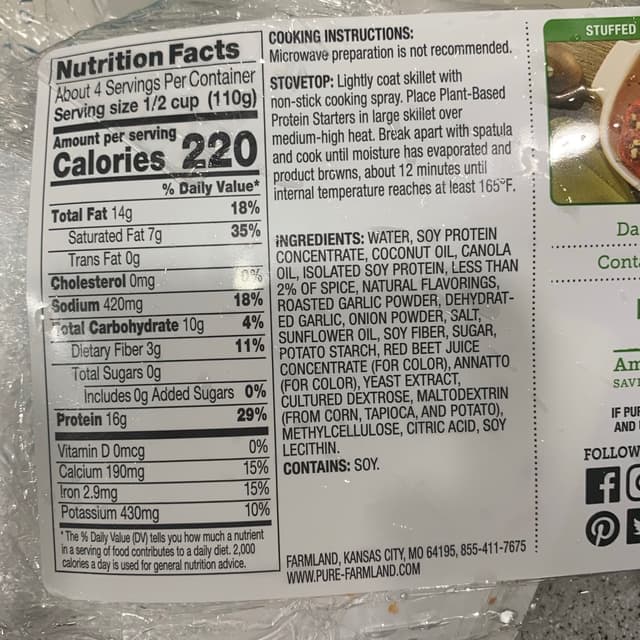 Nutrition Facts
About 4 Servings Per Container
Serving size 1/2 cup (110g)
Amount per serving
Calories 220
% Daily Value*
Total Fat 14g 18%
Saturated Fat 7g 35%
Trans Fat 0g
Cholesterol 0mg 0%
Sodium 420mg 18%
Total Carbohydrate 10g 4%
Dietary Fiber 3g 11%
Total Sugars 0g
Includes 0g Added Sugars 0%
Protein 16g 29%
Vitamin D 0mcg 0%
Calcium 190mg 15%
Iron 2.9mg 15%
Potassium 430mg 10%
* The % Daily Value (DV) tells you how much a nutrient
in a serving of food contributes to a daily diet. 2,000
calories a day is used for general nutrition advice.
COOKING INSTRUCTIONS:
Microwave preparation is not recommended.
STOVETOP: Lightly coat skillet with
non-stick cooking spray. Place Plant-Based
Protein Starters in large skillet over
medium-high heat. Break apart with spatula
and cook until moisture has evaporated and
product browns, about 12 minutes until
internal temperature reaches at least 165°F.
INGREDIENTS: WATER, SOY PROTEIN
CONCENTRATE, COCONUT OIL, CANOLA
OIL, ISOLATED SOY PROTEIN, LESS THAN
2% OF SPICE, NATURAL FLAVORINGS,
ROASTED GARLIC POWDER, DEHYDRAT-
ED GARLIC, ONION POWDER, SALT,
SUNFLOWER OIL, SOY FIBER, SUGAR,
POTATO STARCH, RED BEET JUICE
CONCENTRATE (FOR COLOR), ANNATTO
(FOR COLOR), YEAST EXTRACT,
CULTURED DEXTROSE, MALTODEXTRIN
(FROM CORN, TAPIOCA, AND POTATO),
METHYLCELLULOSE, CITRIC ACID, SOY
LECITHIN.
CONTAINS: SOY.
FARMLAND, KANSAS CITY, MO 64195, 855-411-7675
WWW.PURE-FARMLAND.COM
STUFFED
Da
Conta
Am
SAVE
IF PUR
AND
FOLLOW